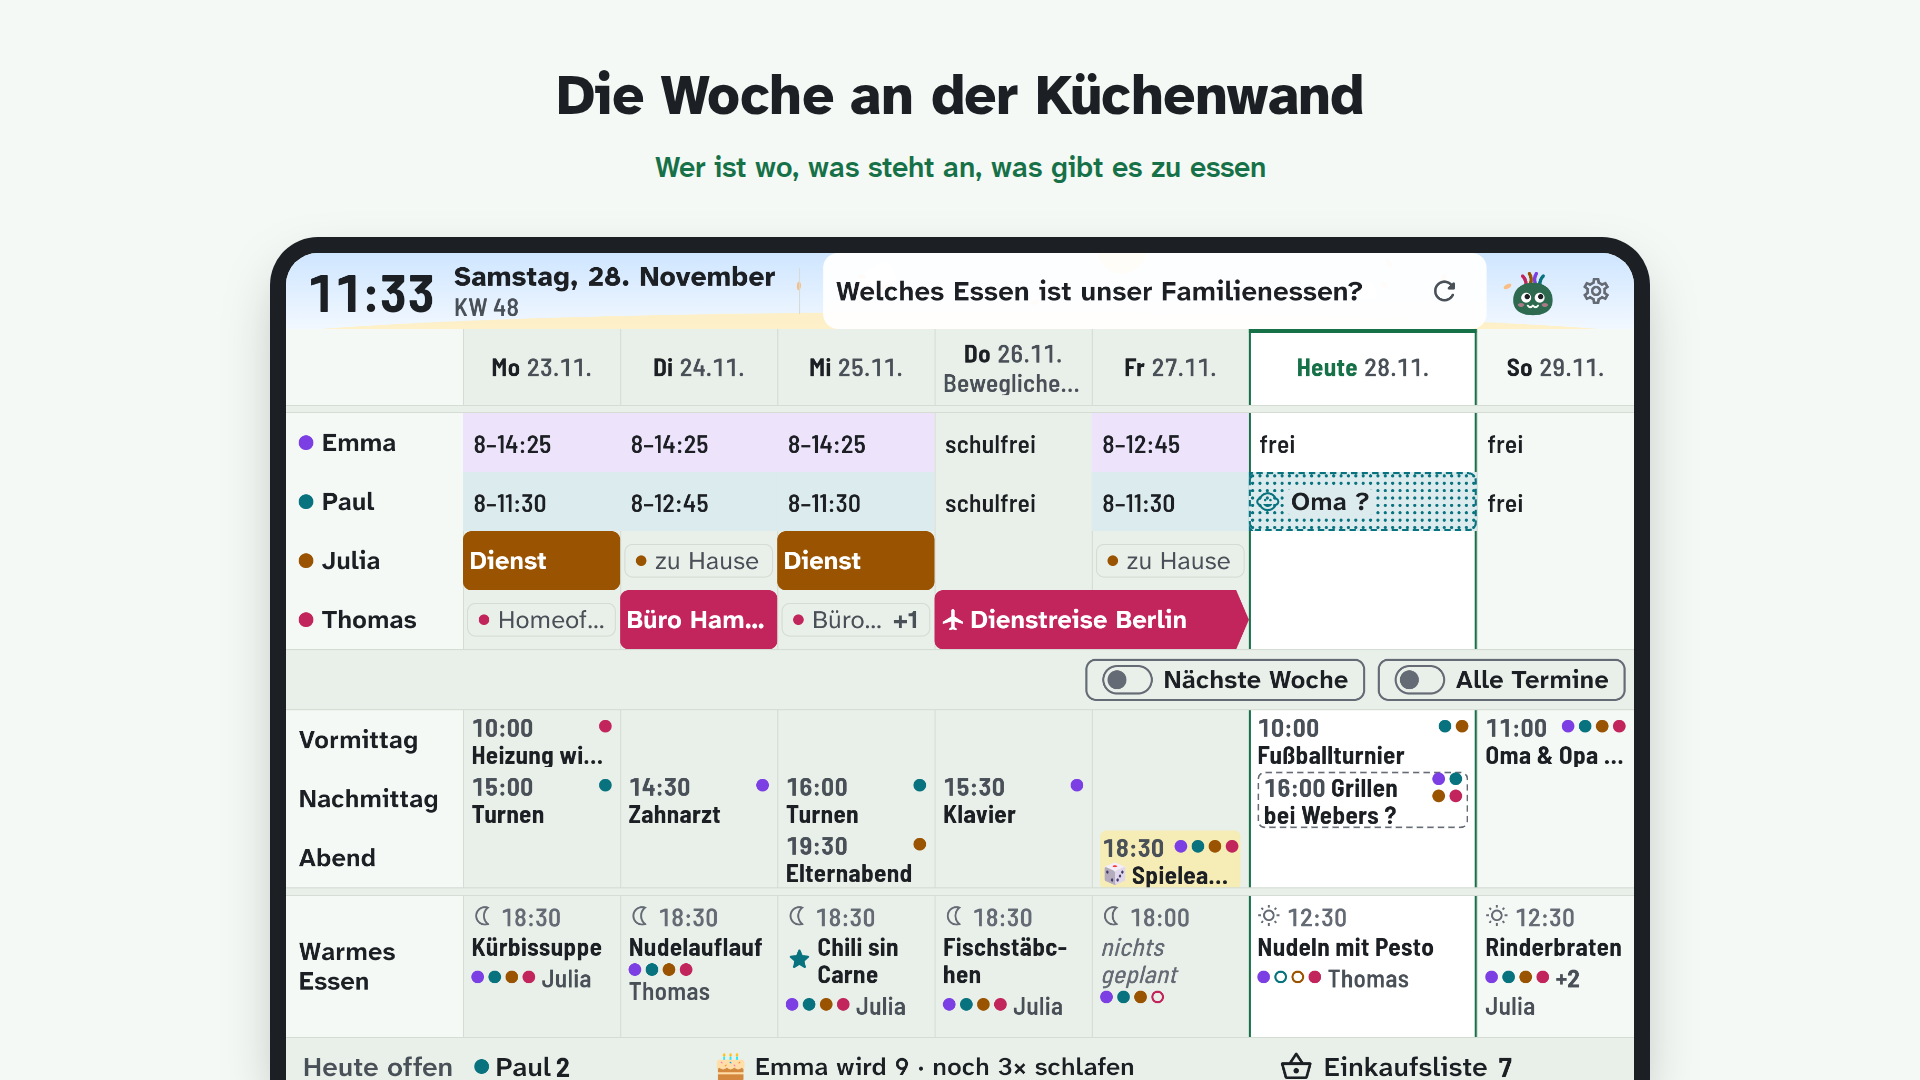 Die Woche an der Küchenwand
Wer ist wo, was steht an, was gibt es zu essen
11:33
Samstag, 28. November
KW 48
Welches Essen ist unser Familienessen?
Mo 23.11.
Di 24.11.
Mi 25.11.
Do 26.11.
Bewegliche...
Fr 27.11.
Heute 28.11.
So 29.11.
Emma
8–14:25
8–14:25
8–14:25
schulfrei
8–12:45
frei
frei
Paul
8–11:30
8–12:45
8–11:30
schulfrei
8–11:30
Oma ?
frei
Julia
Dienst
zu Hause
Dienst
zu Hause
Thomas
Homeof...
Büro Ham...
Büro... +1
Dienstreise Berlin
Nächste Woche
Alle Termine
Vormittag
10:00
Heizung wi...
10:00
Fußballturnier
11:00
Oma & Opa ...
Nachmittag
15:00
Turnen
14:30
Zahnarzt
16:00
Turnen
15:30
Klavier
16:00 Grillen
bei Webers ?
Abend
19:30
Elternabend
18:30
Spielea...
Warmes
Essen
18:30
Kürbissuppe
Julia
18:30
Nudelauflauf
Thomas
18:30
Chili sin
Carne
Julia
18:30
Fischstäbc-
hen
Julia
18:00
nichts
geplant
12:30
Nudeln mit Pesto
Thomas
12:30
Rinderbraten
+2
Julia
Heute offen
Paul 2
Emma wird 9 · noch 3× schlafen
Einkaufsliste 7